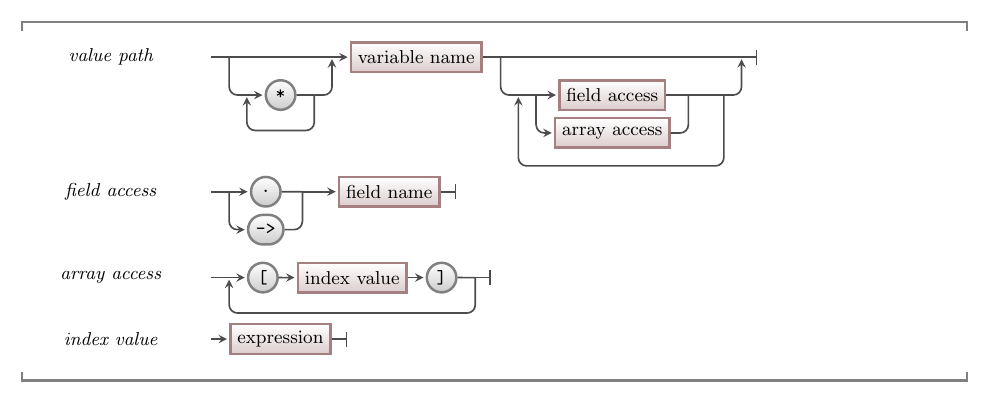 value path
variable name
*
field access
array access
field access
.
field name
->
array access
[ index value ]
index value
expression